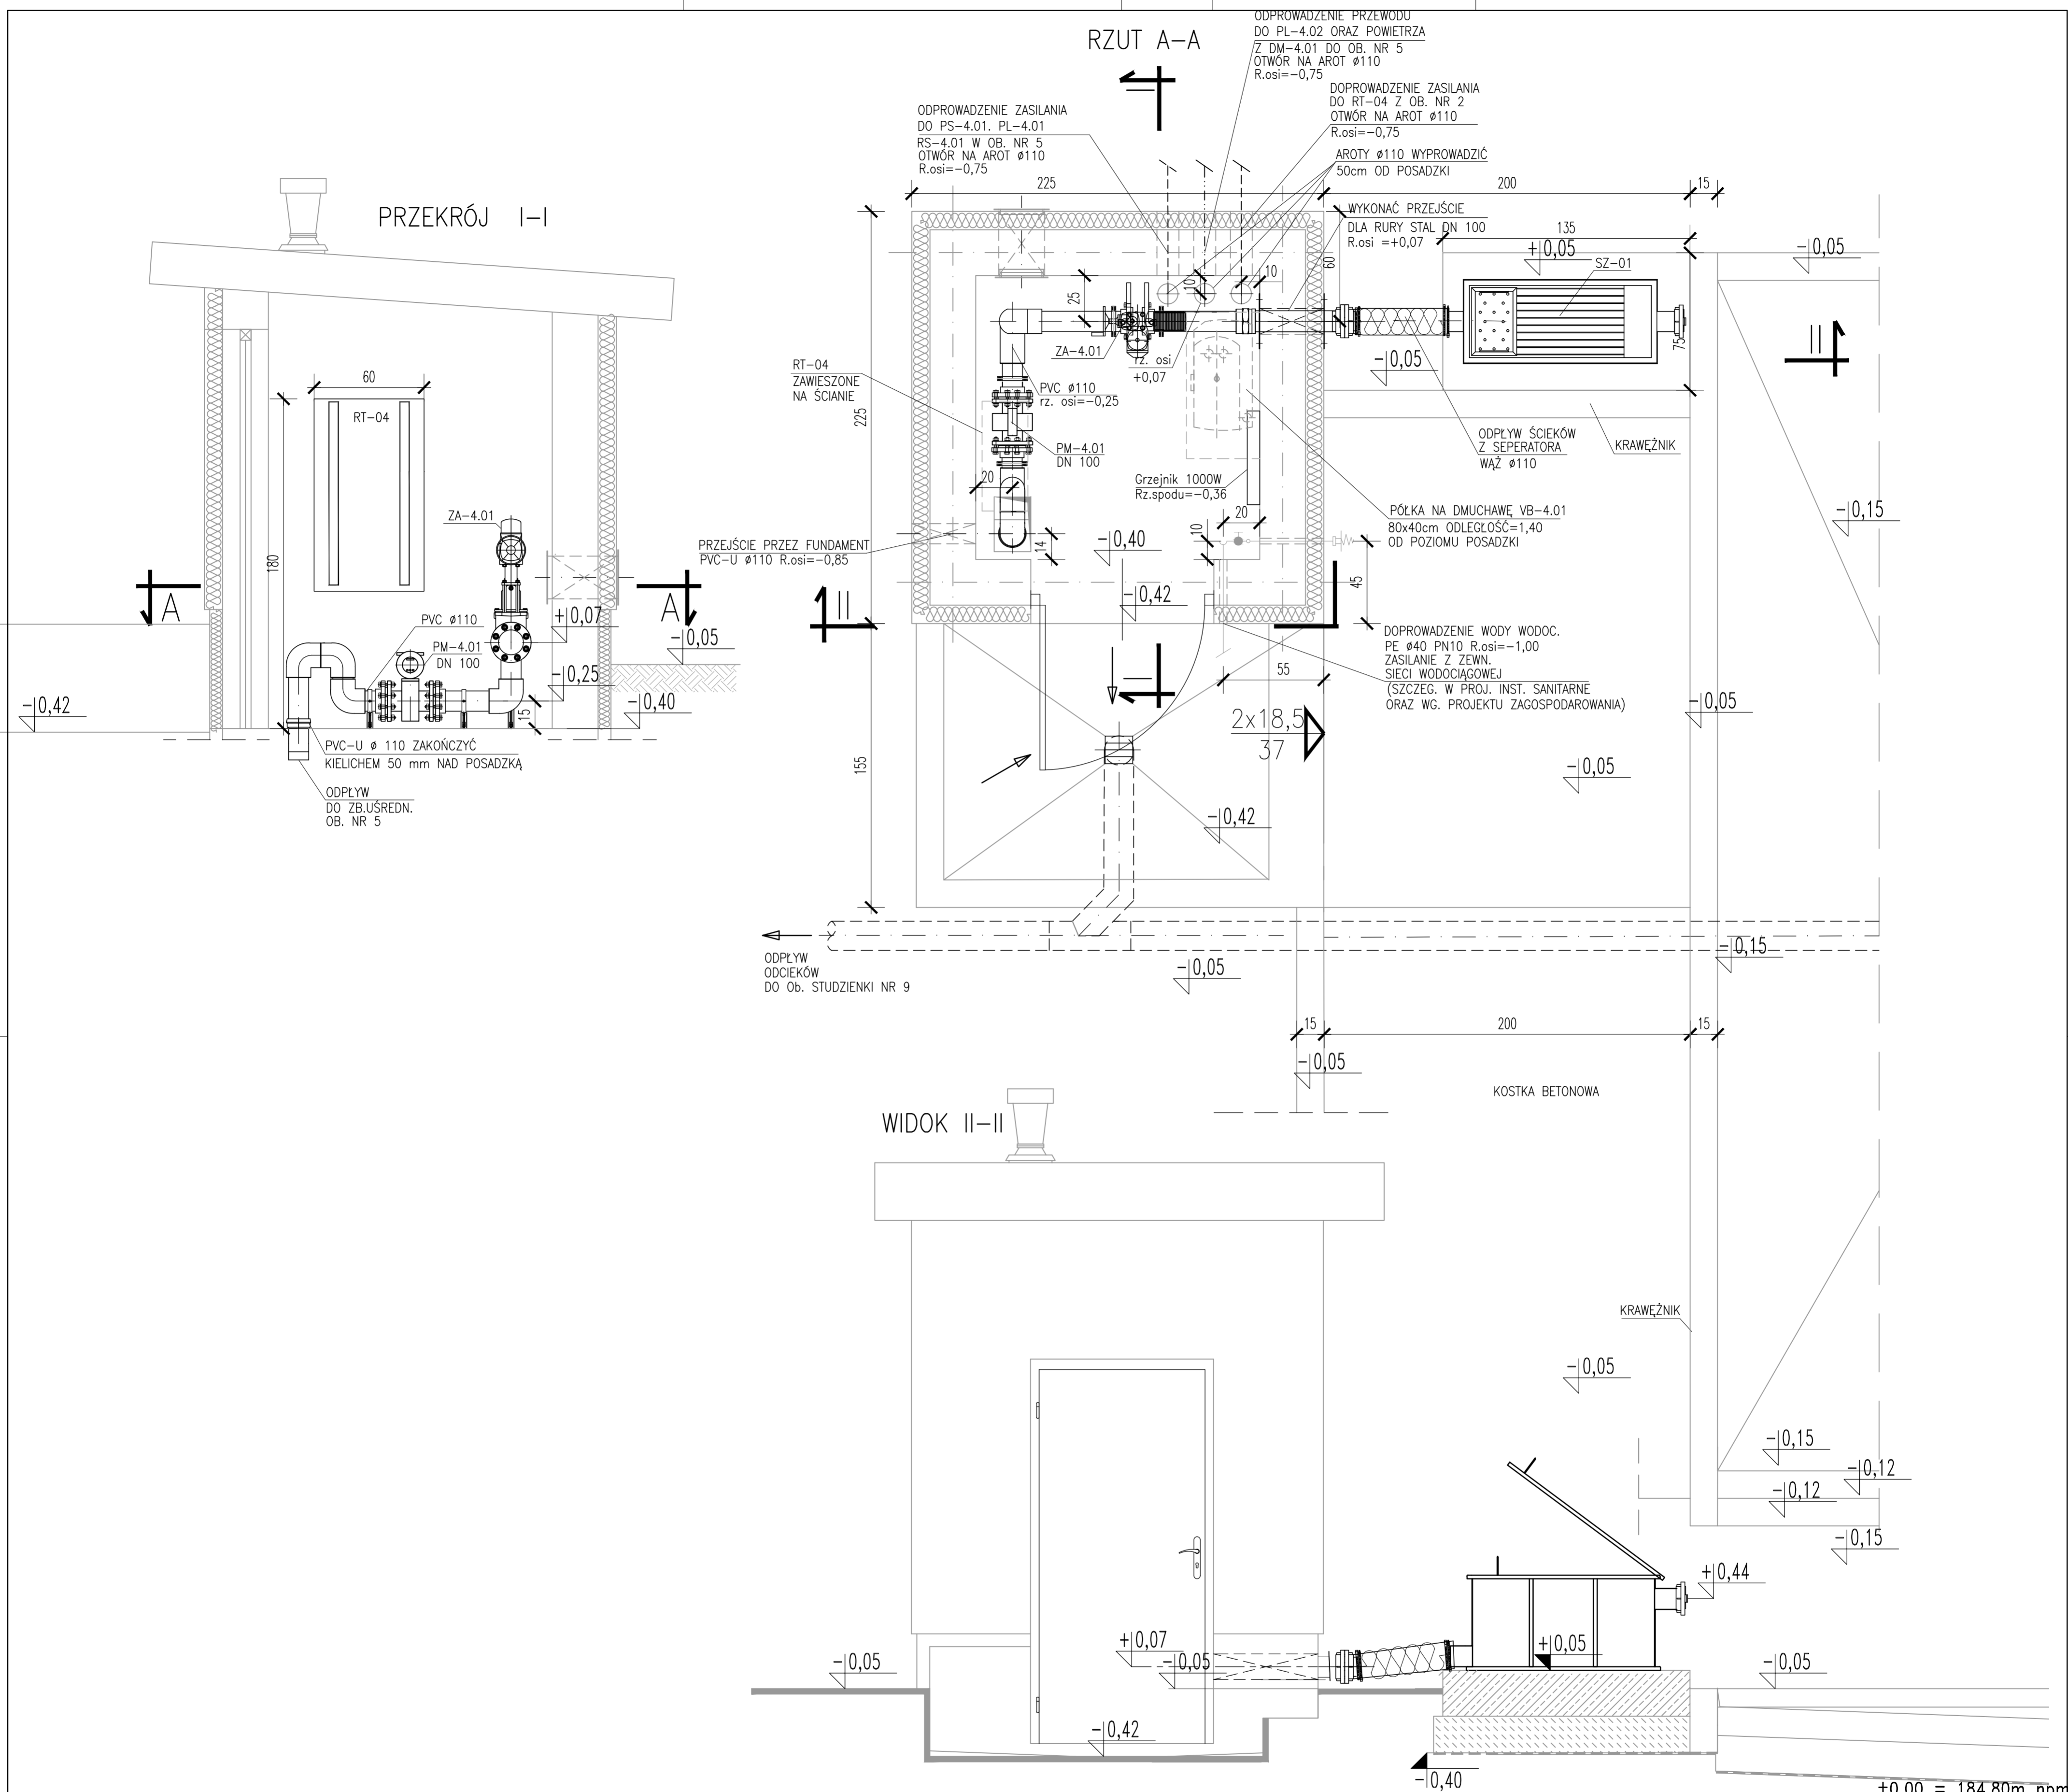 RZUT A–A
ODPROWADZENIE PRZEWODU
DO PL–4.02 ORAZ POWIETRZA
Z DM–4.01 DO OB. NR 5
OTWÓR NA AROT ø110
R.osi=–0,75
ODPROWADZENIE ZASILANIA
DO PS–4.01. PL–4.01
RS–4.01 W OB. NR 5
OTWÓR NA AROT ø110
R.osi=–0,75
DOPROWADZENIE ZASILANIA
DO RT–04 Z OB. NR 2
OTWÓR NA AROT ø110
R.osi=–0,75
AROTY ø110 WYPROWADZIĆ
50cm OD POSADZKI
225
200
15
WYKONAĆ PRZEJŚCIE
DLA RURY STAL DN 100
R.osi =+0,07
135
+0,05
SZ–01
–0,05
60
10
10
25
75
II
I
ZA–4.01
rz. osi
+0,07
–0,05
RT–04
ZAWIESZONE
NA ŚCIANIE
PVC ø110
rz. osi=–0,25
225
PM–4.01
DN 100
20
Grzejnik 1000W
Rz.spodu=–0,36
ODPŁYW ŚCIEKÓW
Z SEPERATORA
WĄŻ ø110
KRAWĘŻNIK
PÓŁKA NA DMUCHAWĘ VB–4.01
80x40cm ODLEGŁOŚĆ=1,40
OD POZIOMU POSADZKI
–0,15
20
10
14
–0,40
PRZEJŚCIE PRZEZ FUNDAMENT
PVC–U ø110 R.osi=–0,85
–0,42
45
II
I
DOPROWADZENIE WODY WODOC.
PE ø40 PN10 R.osi=–1,00
ZASILANIE Z ZEWN.
SIECI WODOCIĄGOWEJ
(SZCZEG. W PROJ. INST. SANITARNE
ORAZ WG. PROJEKTU ZAGOSPODAROWANIA)
55
2x18,5
37
–0,05
–0,05
155
–0,42
ODPŁYW
ODCIEKÓW
DO Ob. STUDZIENKI NR 9
–0,05
–0,15
15
200
15
–0,05
KOSTKA BETONOWA
PRZEKRÓJ I–I
60
RT–04
180
ZA–4.01
A
A
PVC ø110
PM–4.01
DN 100
+0,07
–0,05
–0,25
15
–0,40
–0,42
PVC–U ø 110 ZAKOŃCZYĆ
KIELICHEM 50 mm NAD POSADZKĄ
ODPŁYW
DO ZB.UŚREDN.
OB. NR 5
WIDOK II–II
KRAWĘŻNIK
–0,05
–0,15
–0,12
–0,12
–0,15
+0,44
+0,07
–0,05
–0,05
+0,05
–0,05
–0,42
–0,40
±0,00 = 184,80m npm